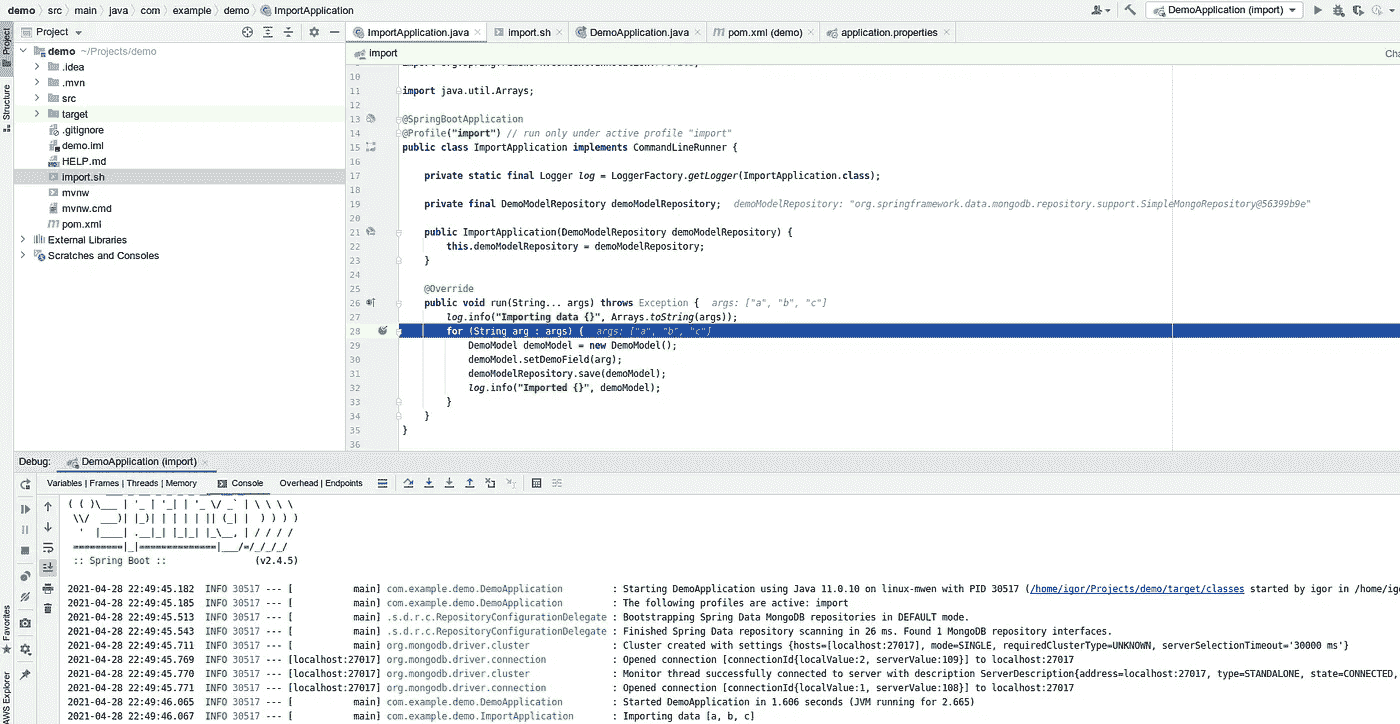 demo src main java com example demo ImportApplication
DemoApplication (import)
Project
ImportApplication.java import.sh DemoApplication.java pom.xml (demo) application.properties
import
Project
Structure
demo ~/Projects/demo
.idea
.mvn
src
target
.gitignore
demo.iml
HELP.md
import.sh
mvnw
mvnw.cmd
pom.xml
External Libraries
Scratches and Consoles
10
11 import java.util.Arrays;
12
13 @SpringBootApplication
14 @Profile("import") // run only under active profile "import"
15 public class ImportApplication implements CommandLineRunner {
16
17 private static final Logger log = LoggerFactory.getLogger(ImportApplication.class);
18
19 private final DemoModelRepository demoModelRepository; demoModelRepository: "org.springframework.data.mongodb.repository.support.SimpleMongoRepository@56399b9e"
20
21 public ImportApplication(DemoModelRepository demoModelRepository) {
22 this.demoModelRepository = demoModelRepository;
23 }
24
25 @Override
26 public void run(String... args) throws Exception { args: ["a", "b", "c"]
27 log.info("Importing data {}", Arrays.toString(args));
28 for (String arg : args) { args: ["a", "b", "c"]
29 DemoModel demoModel = new DemoModel();
30 demoModel.setDemoField(arg);
31 demoModelRepository.save(demoModel);
32 log.info("Imported {}", demoModel);
33 }
34 }
35 }
36
Debug: DemoApplication (import)
Variables | Frames | Threads | Memory Console Overhead | Endpoints
:: Spring Boot :: (v2.4.5)
2021-04-28 22:49:45.182 INFO 30517 --- [ main] com.example.demo.DemoApplication : Starting DemoApplication using Java 11.0.10 on linux-mwen with PID 30517 (/home/igor/Projects/demo/target/classes started by igor in /home/ig
2021-04-28 22:49:45.185 INFO 30517 --- [ main] com.example.demo.DemoApplication : The following profiles are active: import
2021-04-28 22:49:45.513 INFO 30517 --- [ main] .s.d.r.c.RepositoryConfigurationDelegate : Bootstrapping Spring Data MongoDB repositories in DEFAULT mode.
2021-04-28 22:49:45.543 INFO 30517 --- [ main] .s.d.r.c.RepositoryConfigurationDelegate : Finished Spring Data repository scanning in 26 ms. Found 1 MongoDB repository interfaces.
2021-04-28 22:49:45.711 INFO 30517 --- [ main] org.mongodb.driver.cluster : Cluster created with settings {hosts=[localhost:27017], mode=SINGLE, requiredClusterType=UNKNOWN, serverSelectionTimeout='30000 ms'}
2021-04-28 22:49:45.769 INFO 30517 --- [localhost:27017] org.mongodb.driver.connection : Opened connection [connectionId{localValue:2, serverValue:109}] to localhost:27017
2021-04-28 22:49:45.770 INFO 30517 --- [localhost:27017] org.mongodb.driver.cluster : Monitor thread successfully connected to server with description ServerDescription{address=localhost:27017, type=STANDALONE, state=CONNECTED,
2021-04-28 22:49:45.771 INFO 30517 --- [localhost:27017] org.mongodb.driver.connection : Opened connection [connectionId{localValue:1, serverValue:108}] to localhost:27017
2021-04-28 22:49:46.065 INFO 30517 --- [ main] com.example.demo.DemoApplication : Started DemoApplication in 1.606 seconds (JVM running for 2.665)
2021-04-28 22:49:46.067 INFO 30517 --- [ main] com.example.demo.ImportApplication : Importing data [a, b, c]
Favorites
AWS Explorer